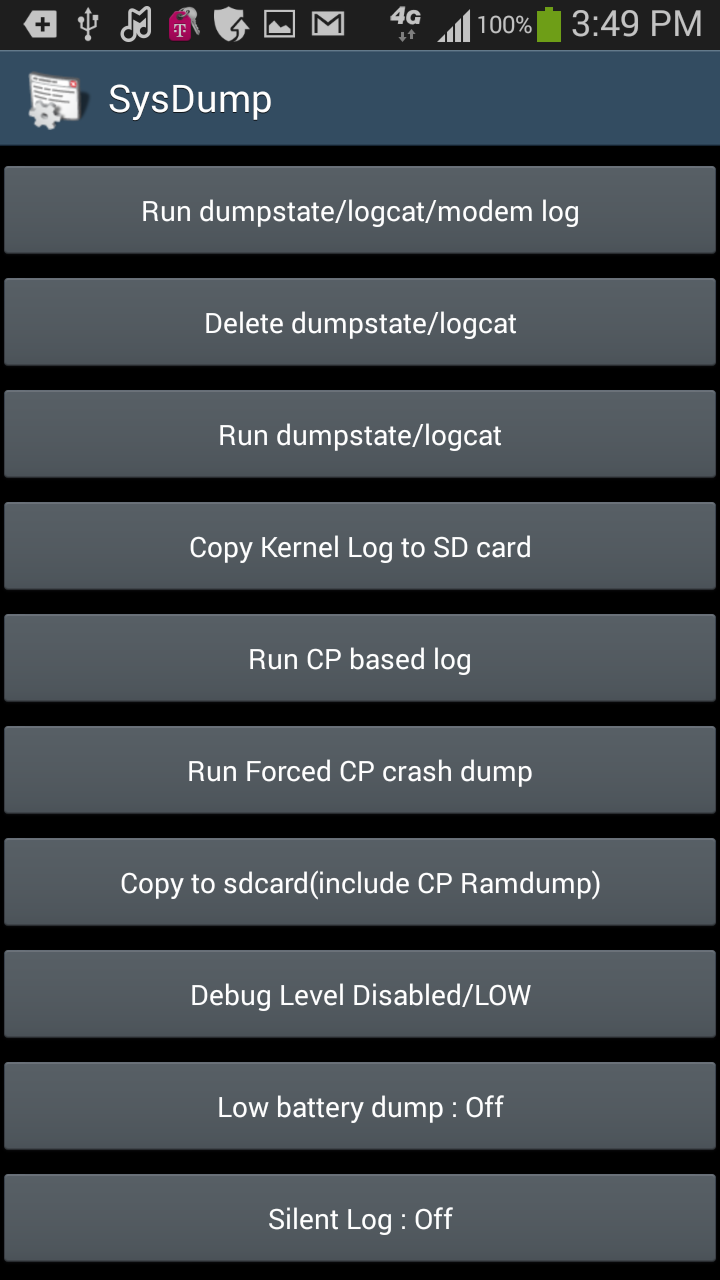 4G 100% 3:49 PM
SysDump
Run dumpstate/logcat/modem log
Delete dumpstate/logcat
Run dumpstate/logcat
Copy Kernel Log to SD card
Run CP based log
Run Forced CP crash dump
Copy to sdcard(include CP Ramdump)
Debug Level Disabled/LOW
Low battery dump : Off
Silent Log : Off